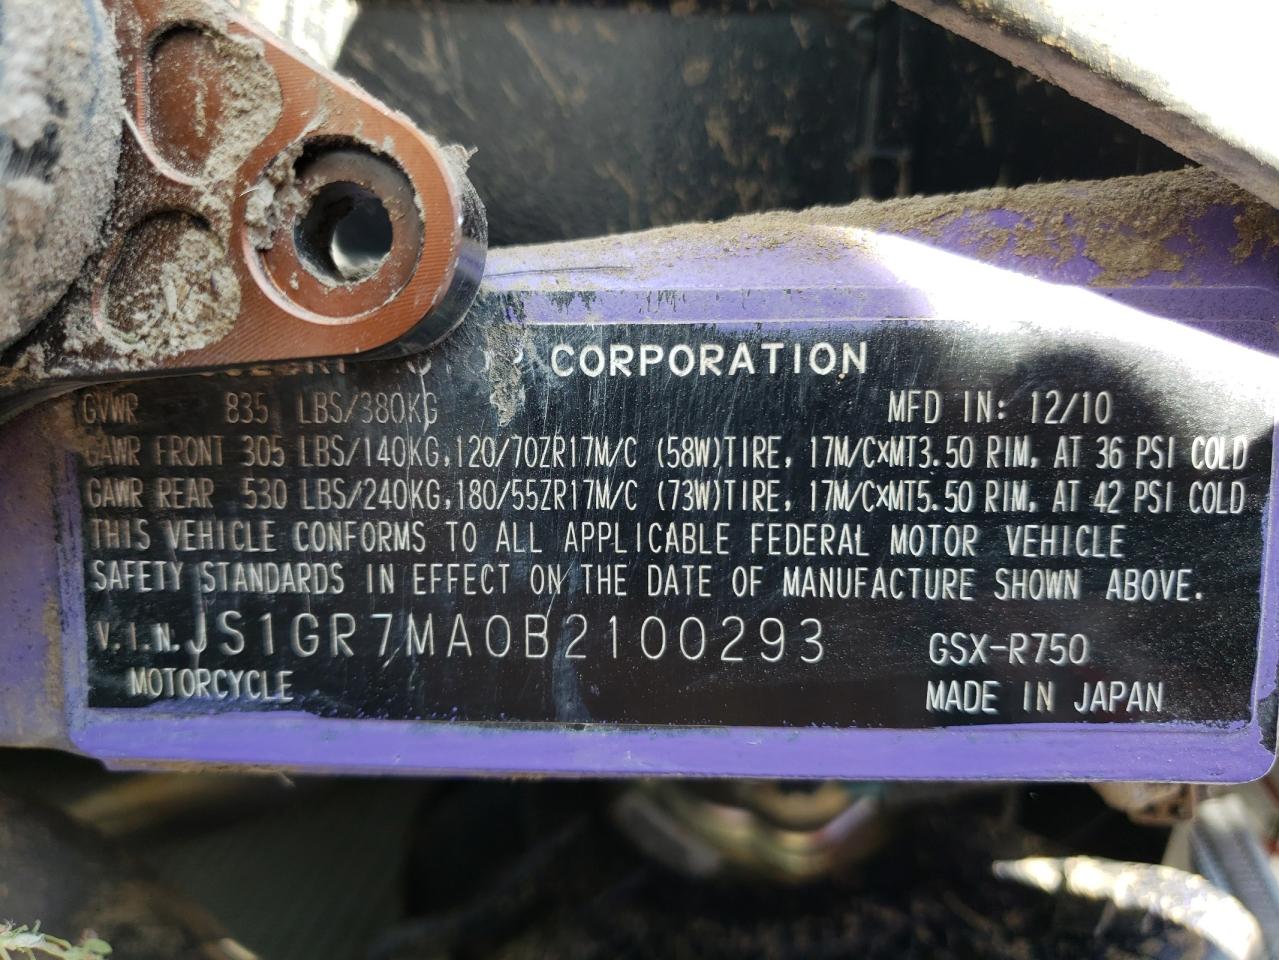 CORPORATION
GVWR 835 LBS/380KG MFD IN: 12/10
GAWR FRONT 305 LBS/140KG,120/70ZR17M/C (58W)TIRE, 17M/C×MT3.50 RIM, AT 36 PSI COLD
GAWR REAR 530 LBS/240KG,180/55ZR17M/C (73W)TIRE, 17M/C×MT5.50 RIM, AT 42 PSI COLD
THIS VEHICLE CONFORMS TO ALL APPLICABLE FEDERAL MOTOR VEHICLE
SAFETY STANDARDS IN EFFECT ON THE DATE OF MANUFACTURE SHOWN ABOVE.
V.I.N. JS1GR7MA0B2100293 GSX-R750
MOTORCYCLE MADE IN JAPAN